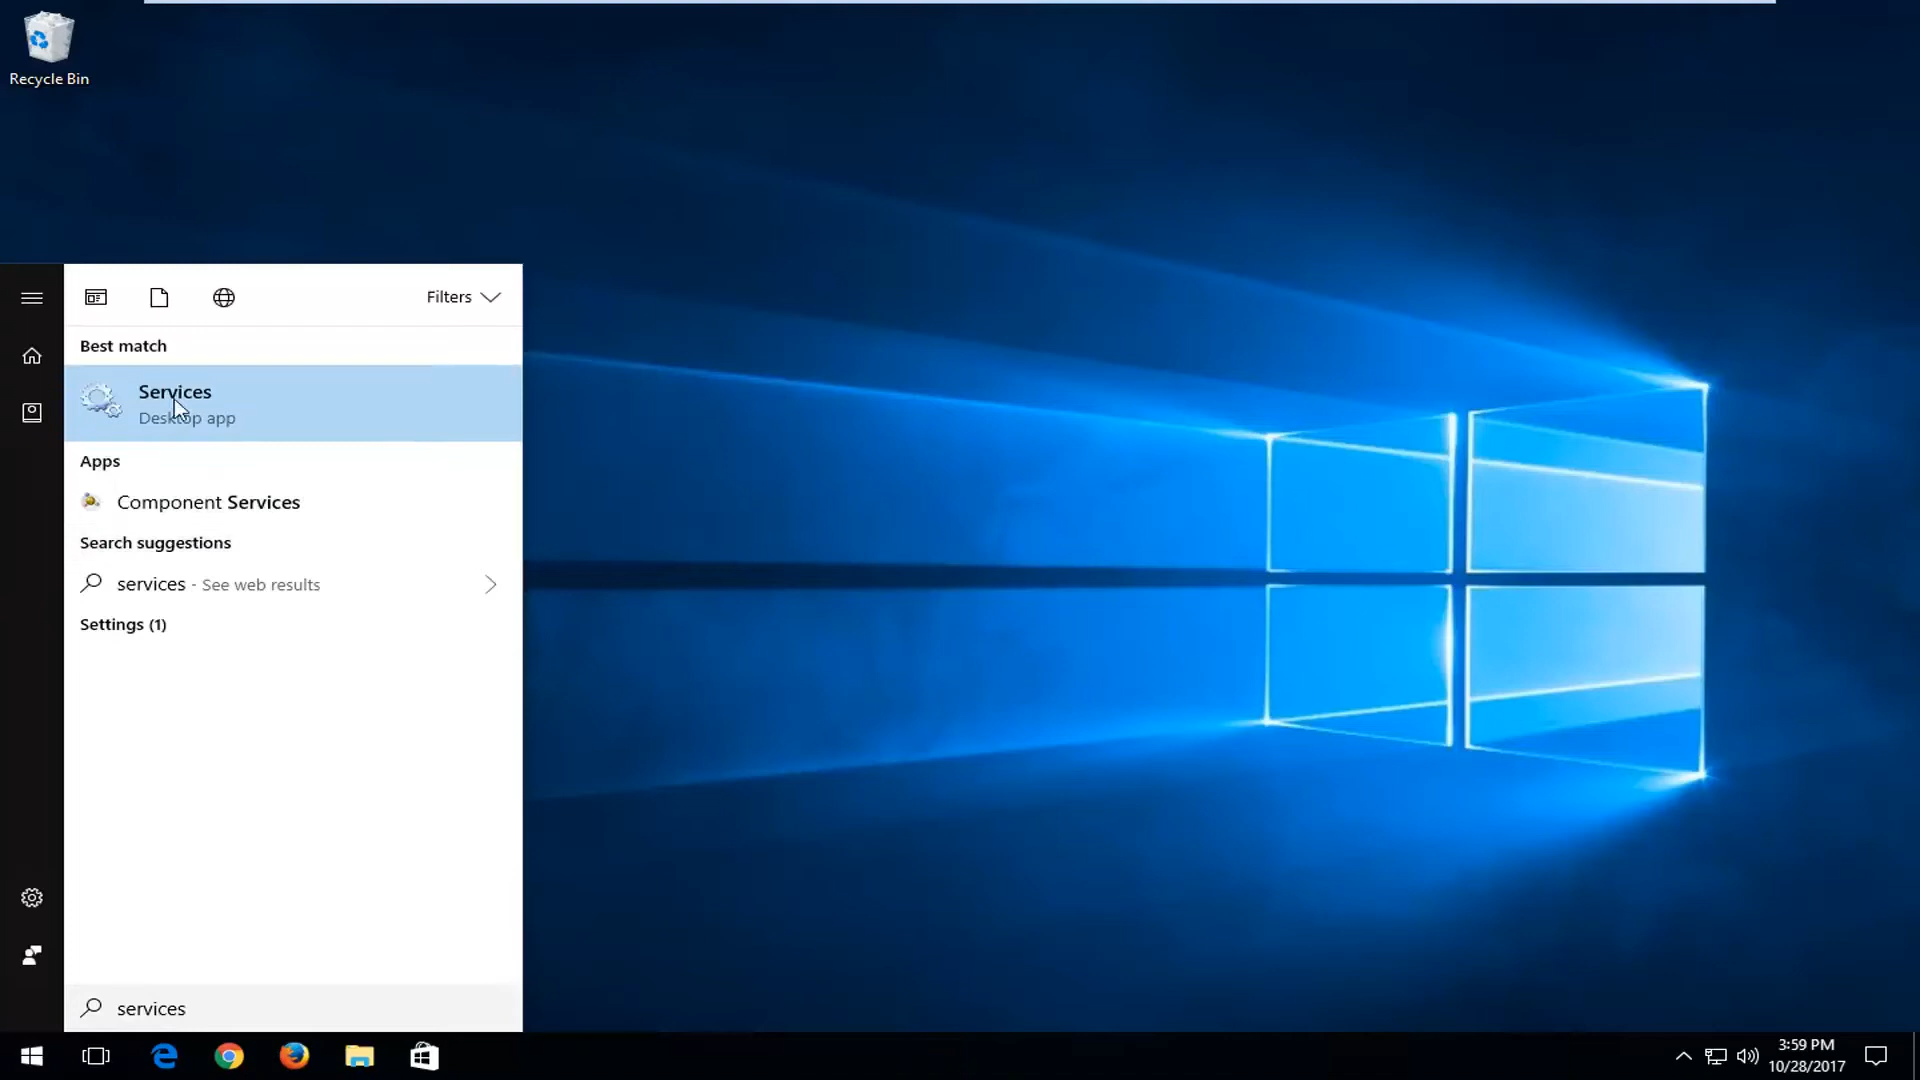 Recycle Bin
Filters
Best match
Services
Desktop app
Apps
Component Services
Search suggestions
services - See web results
Settings (1)
services
3:59 PM
10/28/2017